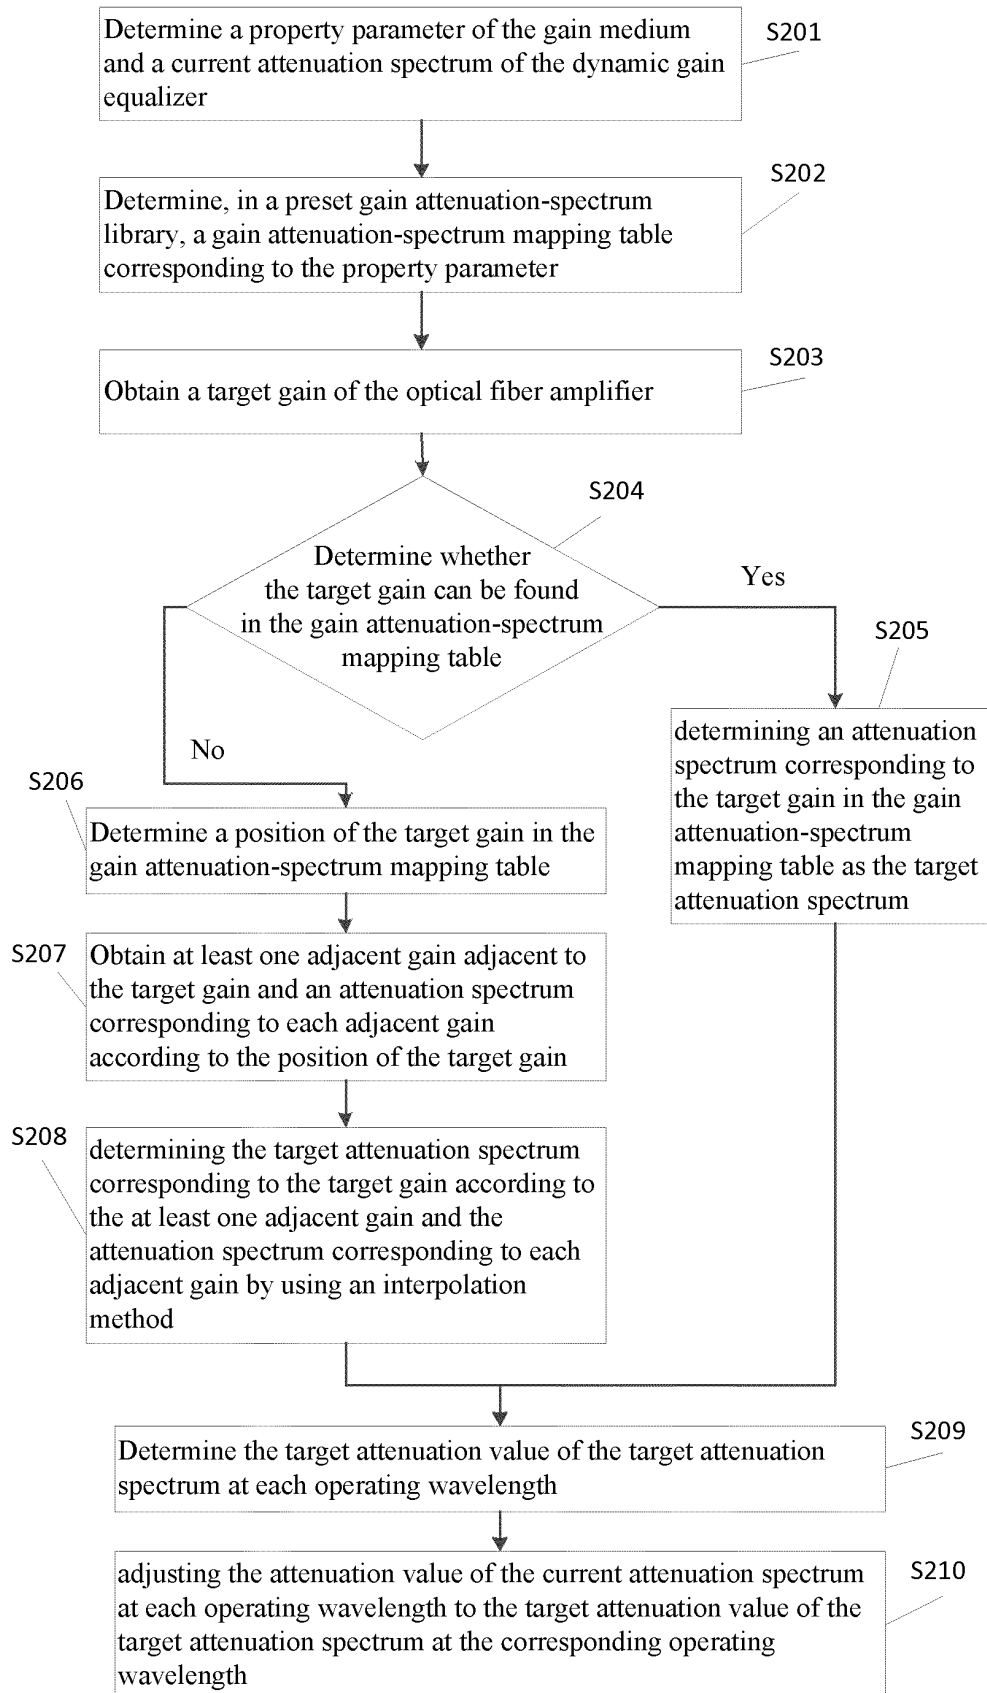 Determine a property parameter of the gain medium
and a current attenuation spectrum of the dynamic gain
equalizer
S201
Determine, in a preset gain attenuation-spectrum
library, a gain attenuation-spectrum mapping table
corresponding to the property parameter
S202
Obtain a target gain of the optical fiber amplifier
S203
Determine whether
the target gain can be found
in the gain attenuation-spectrum
mapping table
S204
Yes
No
S205
determining an attenuation
spectrum corresponding to
the target gain in the gain
attenuation-spectrum
mapping table as the target
attenuation spectrum
S206
Determine a position of the target gain in the
gain attenuation-spectrum mapping table
S207
Obtain at least one adjacent gain adjacent to
the target gain and an attenuation spectrum
corresponding to each adjacent gain
according to the position of the target gain
S208
determining the target attenuation spectrum
corresponding to the target gain according to
the at least one adjacent gain and the
attenuation spectrum corresponding to each
adjacent gain by using an interpolation
method
Determine the target attenuation value of the target attenuation
spectrum at each operating wavelength
S209
adjusting the attenuation value of the current attenuation spectrum
at each operating wavelength to the target attenuation value of the
target attenuation spectrum at the corresponding operating
wavelength
S210